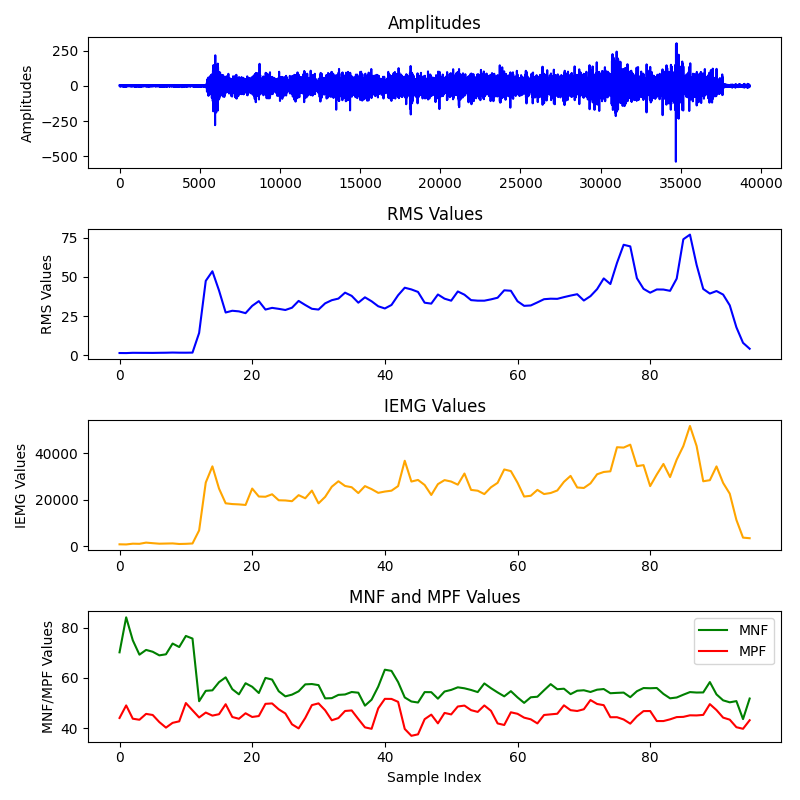 Amplitudes
Amplitudes
250
0
−250
−500
0 5000 10000 15000 20000 25000 30000 35000 40000
RMS Values
RMS Values
75
50
25
0
0 20 40 60 80
IEMG Values
IEMG Values
40000
20000
0
0 20 40 60 80
MNF and MPF Values
MNF/MPF Values
80
60
40
MNF
MPF
0 20 40 60 80
Sample Index